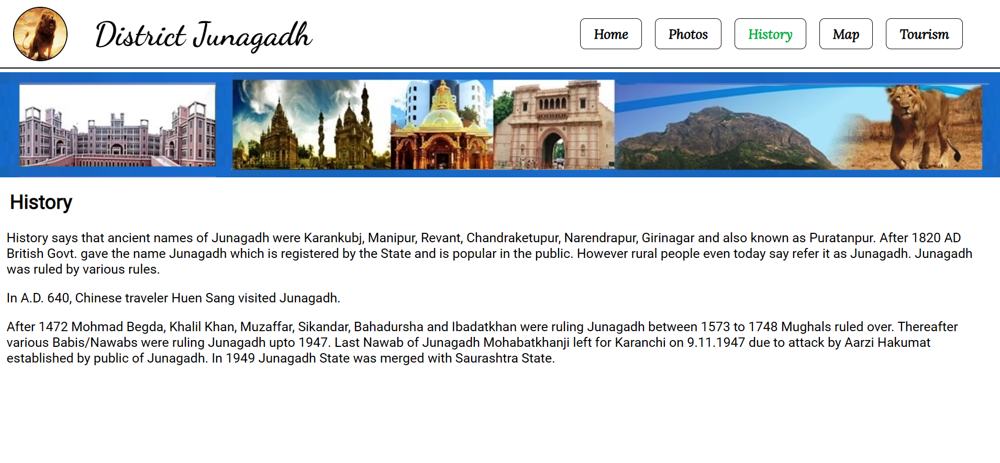 District Junagadh
Home
Photos
History
Map
Tourism
History
History says that ancient names of Junagadh were Karankubj, Manipur, Revant, Chandraketupur, Narendrapur, Girinagar and also known as Puratanpur. After 1820 AD
British Govt. gave the name Junagadh which is registered by the State and is popular in the public. However rural people even today say refer it as Junagadh. Junagadh
was ruled by various rules.
In A.D. 640, Chinese traveler Huen Sang visited Junagadh.
After 1472 Mohmad Begda, Khalil Khan, Muzaffar, Sikandar, Bahadursha and Ibadatkhan were ruling Junagadh between 1573 to 1748 Mughals ruled over. Thereafter
various Babis/Nawabs were ruling Junagadh upto 1947. Last Nawab of Junagadh Mohabatkhanji left for Karanchi on 9.11.1947 due to attack by Aarzi Hakumat
established by public of Junagadh. In 1949 Junagadh State was merged with Saurashtra State.